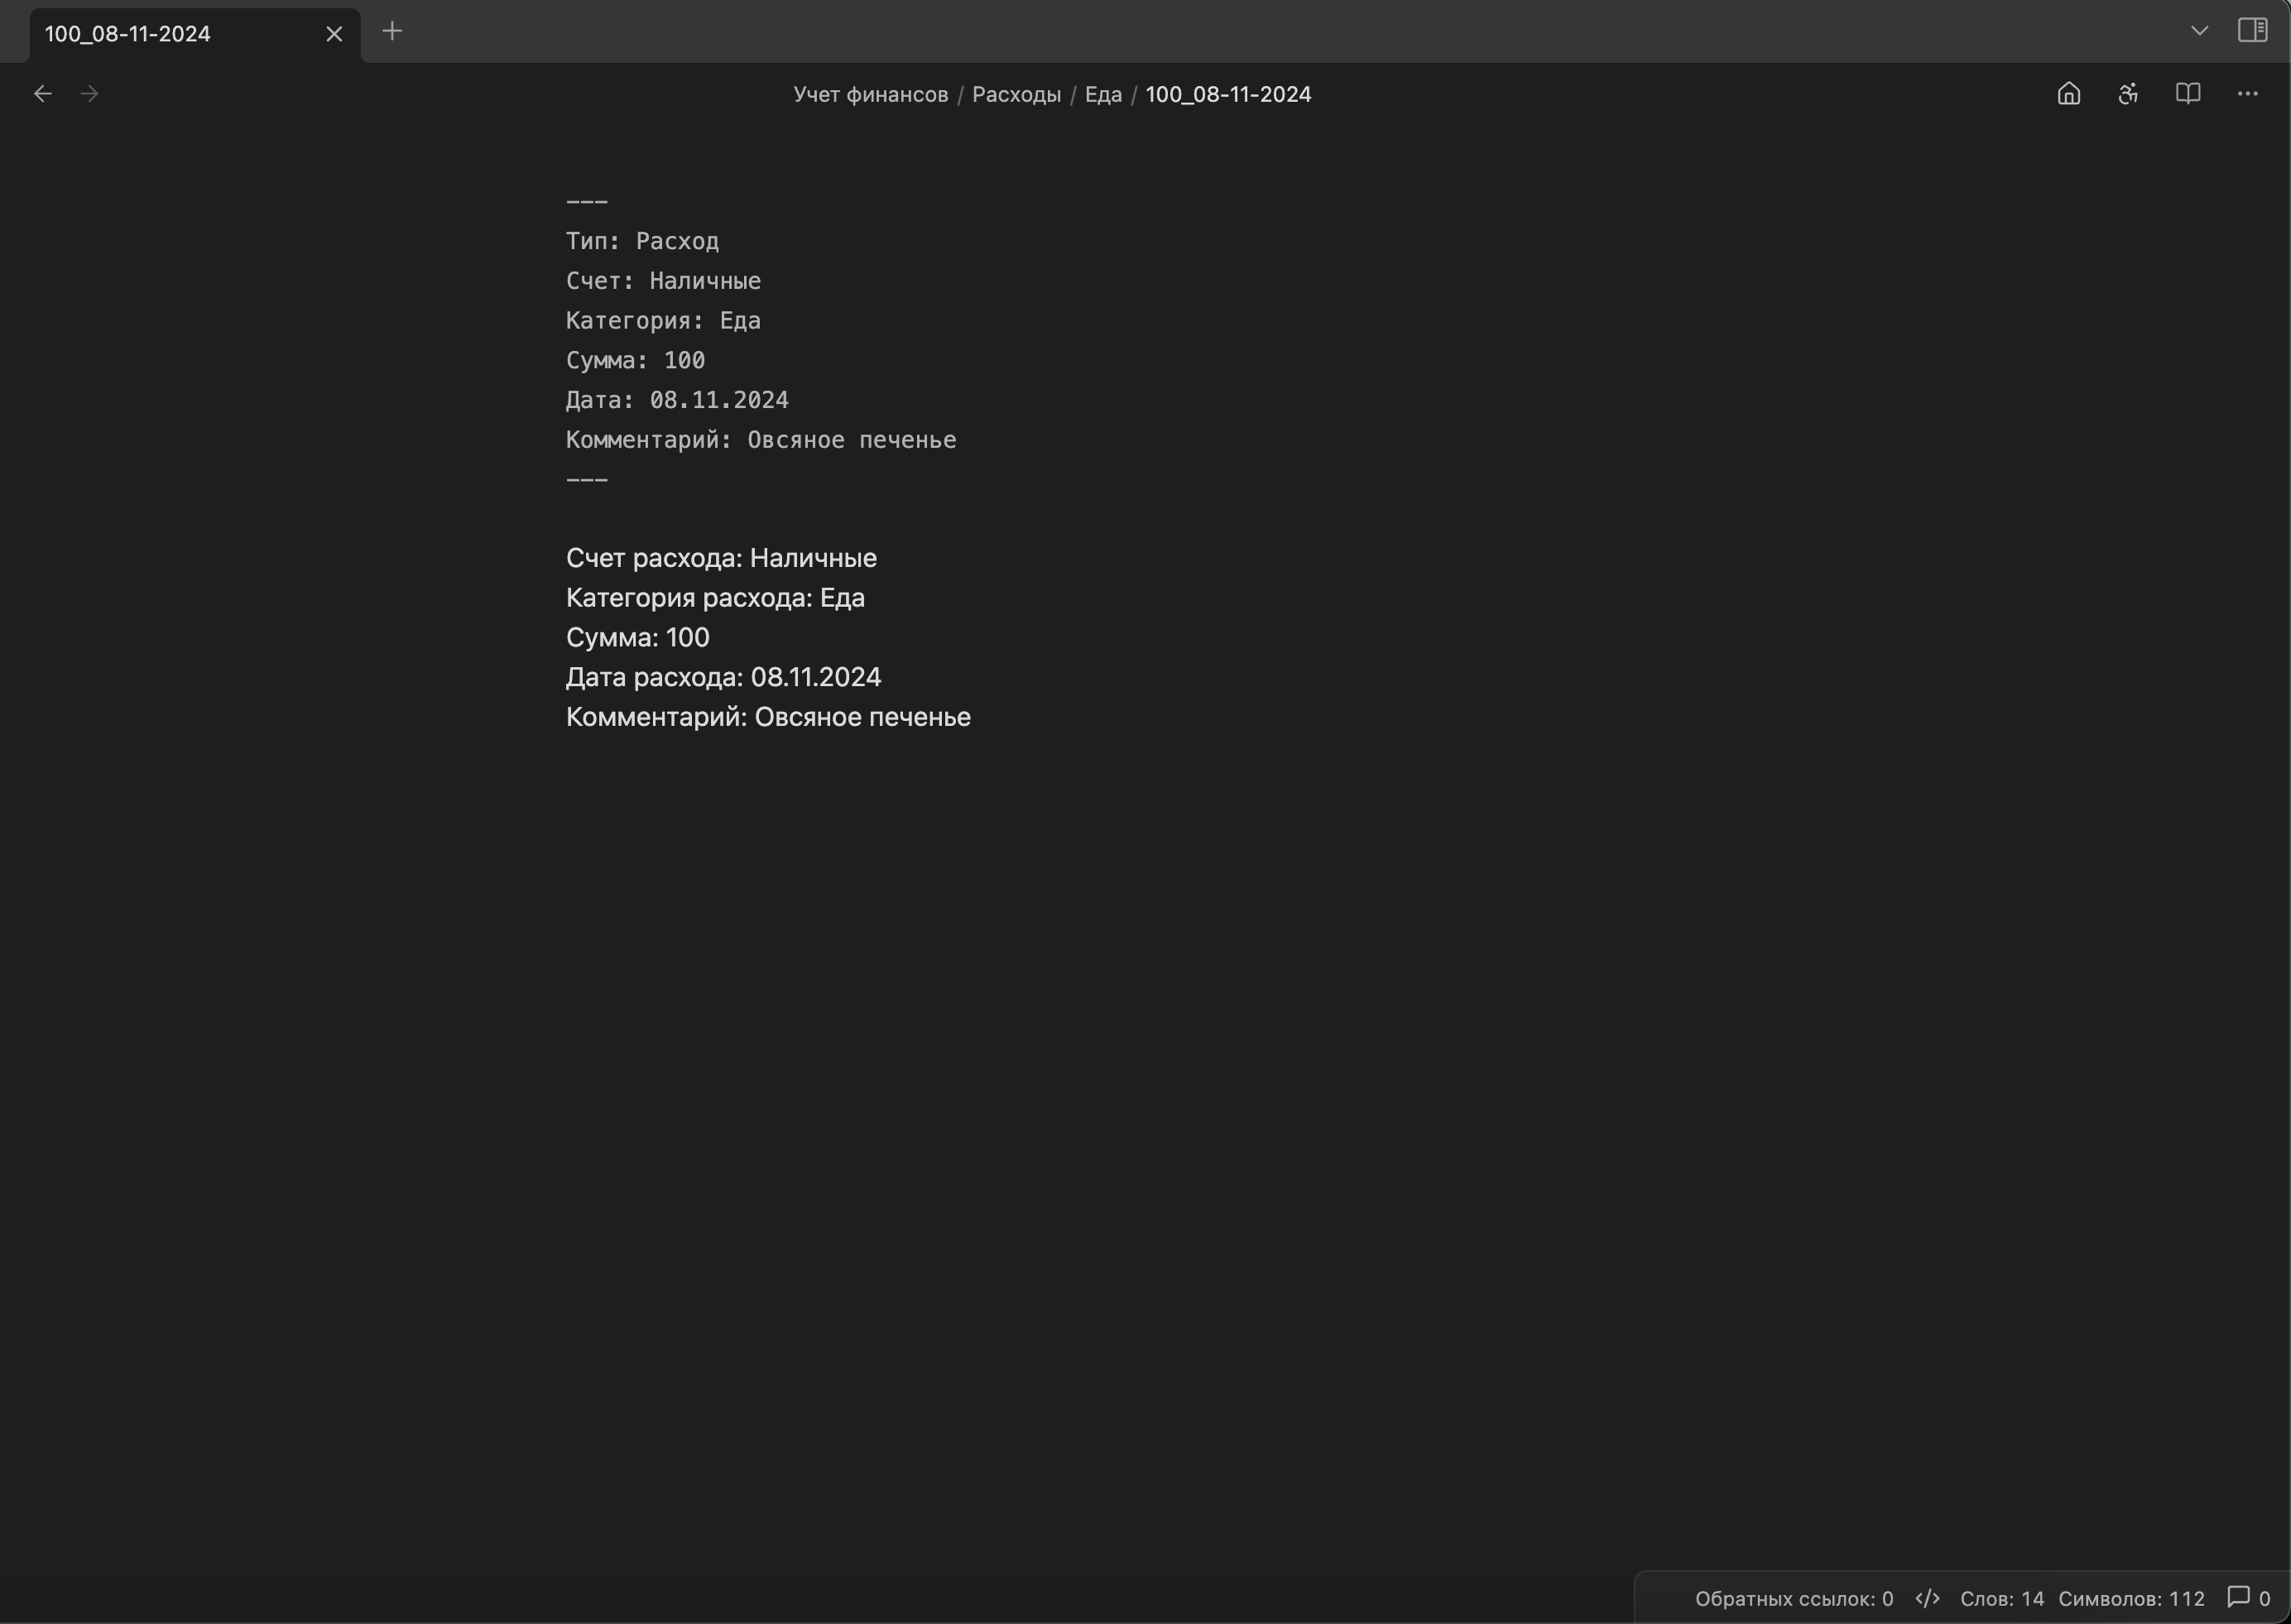 100_08-11-2024
Учет финансов / Расходы / Еда / 100_08-11-2024
---
Тип: Расход
Счет: Наличные
Категория: Еда
Сумма: 100
Дата: 08.11.2024
Комментарий: Овсяное печенье
---
Счет расхода: Наличные
Категория расхода: Еда
Сумма: 100
Дата расхода: 08.11.2024
Комментарий: Овсяное печенье
Обратных ссылок: 0 </> Слов: 14 Символов: 112 0